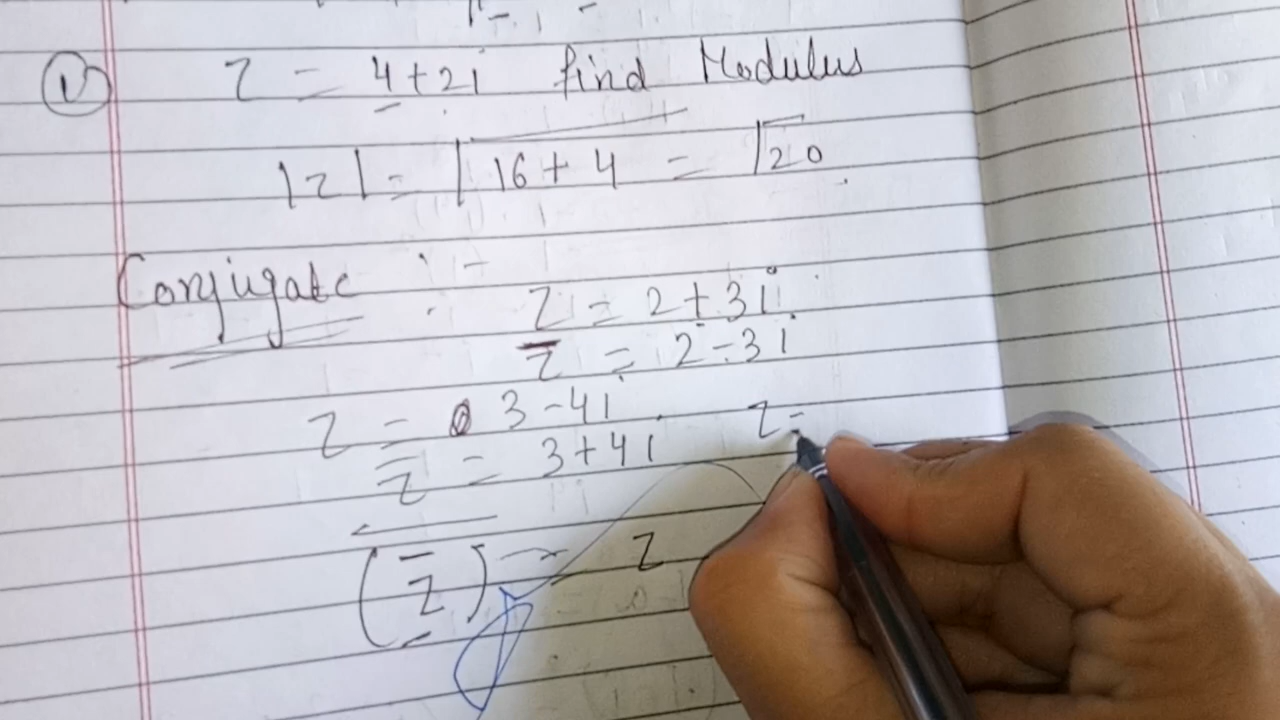 ① z = 4+2i find Modulus
|z| = √16+4 = √20
Conjugate :-
z = 2+3i
z̅ = 2-3i
z = 3-4i z=
z̅ = 3+4i
(z̅)̅ = z